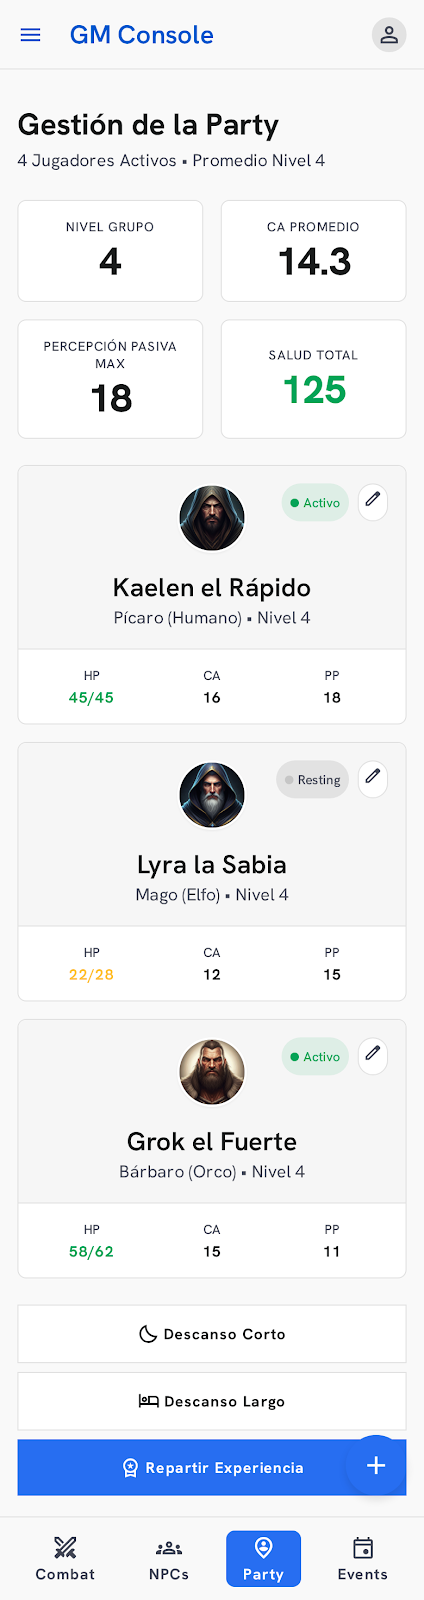 GM Console
Gestión de la Party
4 Jugadores Activos • Promedio Nivel 4
NIVEL GRUPO
4
CA PROMEDIO
14.3
PERCEPCIÓN PASIVA
MAX
18
SALUD TOTAL
125
Activo
Kaelen el Rápido
Pícaro (Humano) • Nivel 4
HP CA PP
45/45 16 18
Resting
Lyra la Sabia
Mago (Elfo) • Nivel 4
HP CA PP
22/28 12 15
Activo
Grok el Fuerte
Bárbaro (Orco) • Nivel 4
HP CA PP
58/62 15 11
Descanso Corto
Descanso Largo
Repartir Experiencia
Combat NPCs Party Events